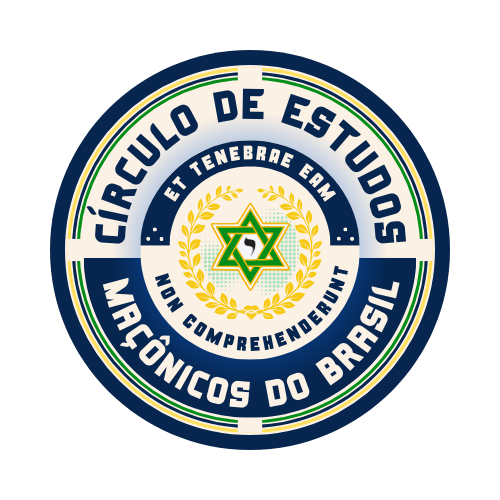 CÍRCULO DE ESTUDOS
MAÇÔNICOS DO BRASIL
ET TENEBRAE EAM
NON COMPREHENDERUNT
י